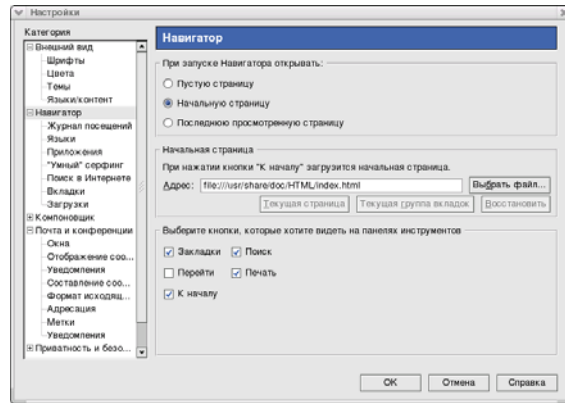 Настройки
Категория
Внешний вид
Шрифты
Цвета
Темы
Языки/контент
Навигатор
Журнал посещений
Языки
Приложения
"Умный" серфинг
Поиск в Интернете
Вкладки
Загрузки
Компоновщик
Почта и конференции
Окна
Отображение соо...
Уведомления
Составление соо...
Формат исходящ...
Адресация
Метки
Уведомления
Приватность и безо...
Навигатор
При запуске Навигатора открывать:
Пустую страницу
Начальную страницу
Последнюю просмотренную страницу
Начальная страница
При нажатии кнопки "К началу" загрузится начальная страница.
Адрес: file:///usr/share/doc/HTML/index.html Выбрать файл...
Текущая страница Текущая группа вкладок Восстановить
Выберите кнопки, которые хотите видеть на панелях инструментов
Закладки Поиск
Перейти Печать
К началу
OK Отмена Справка